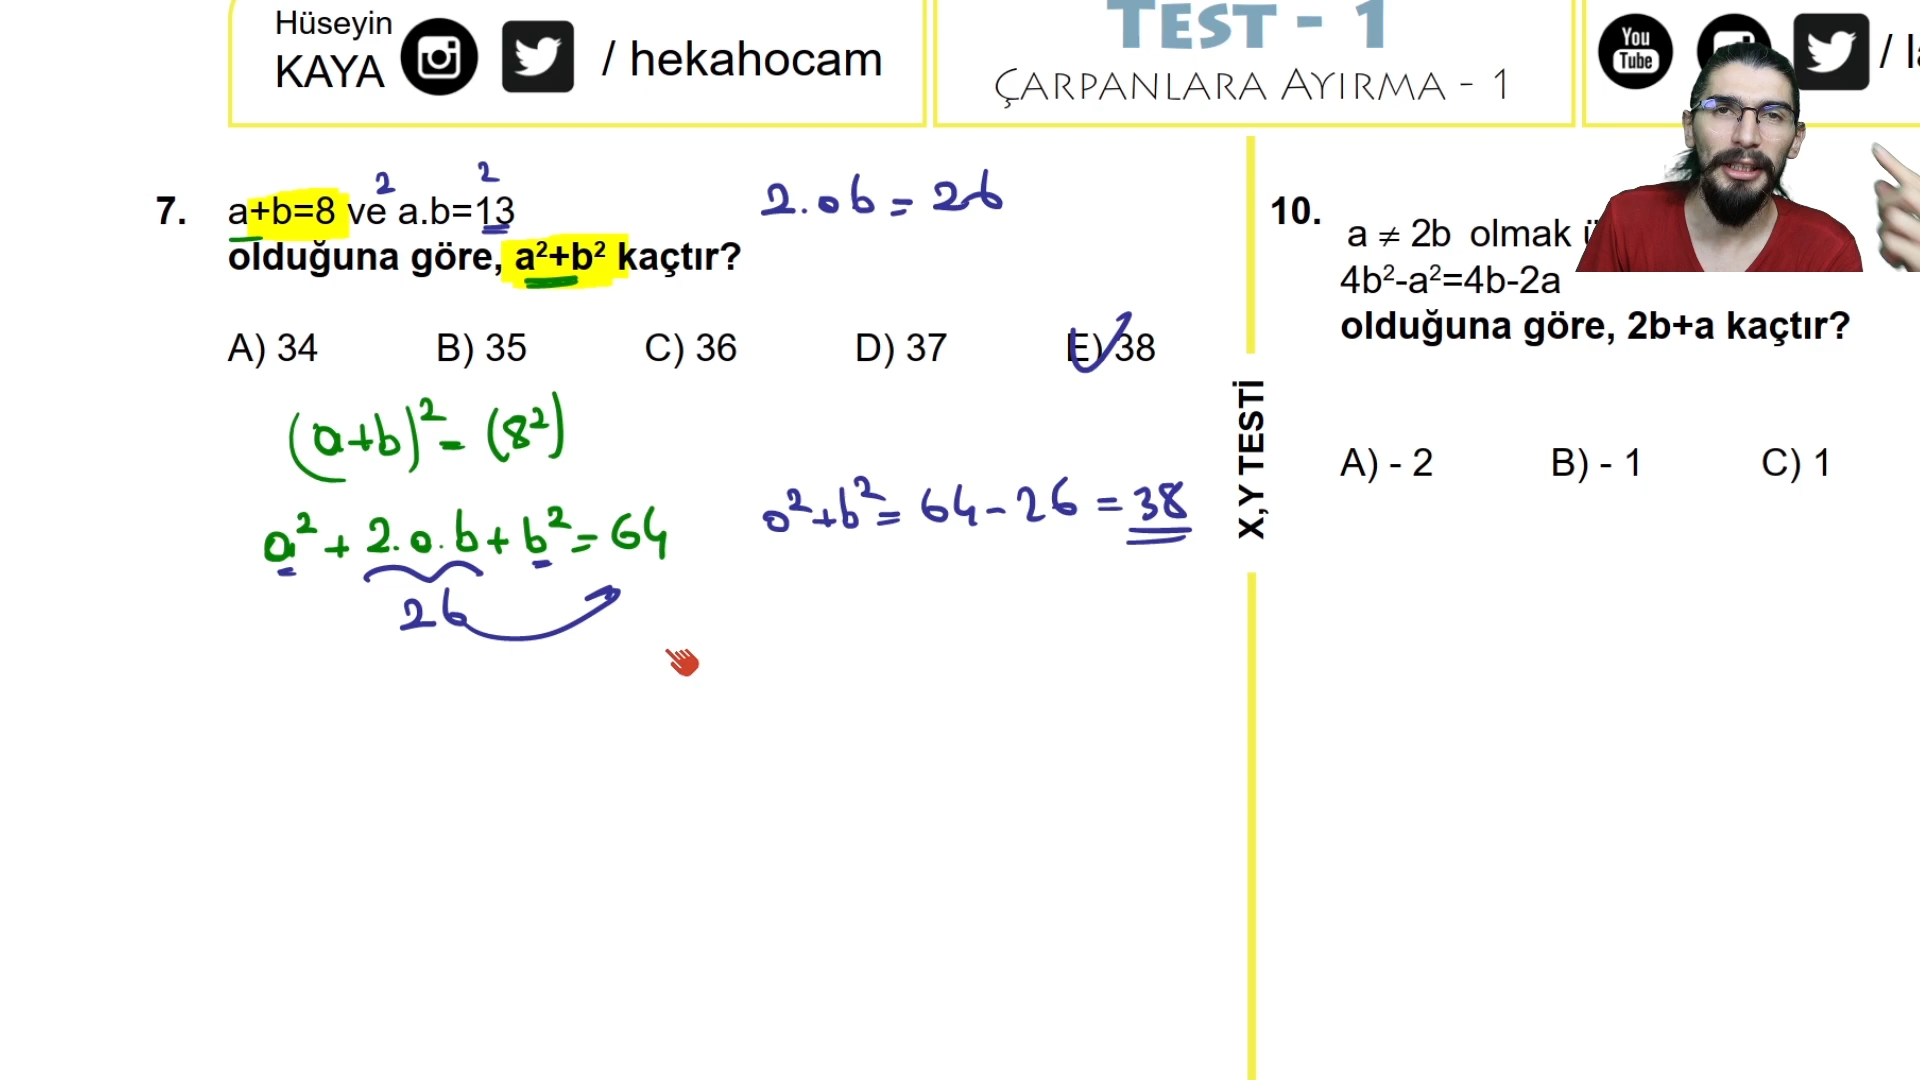 Hüseyin
KAYA
/ hekahocam
TEST - 1
ÇARPANLARA AYIRMA - 1
You
Tube
/
7. a+b=8 ve a.b=13
2
2
olduğuna göre, a²+b² kaçtır?
2.ab = 26
A) 34 B) 35 C) 36 D) 37 E) 38
(a+b)² = (8²)
a² + 2.a.b + b² = 64
26
a²+b² = 64-26 = 38
X,Y TESTİ
10. a ≠ 2b olmak
4b²-a²=4b-2a
olduğuna göre, 2b+a kaçtır?
A) - 2 B) - 1 C) 1